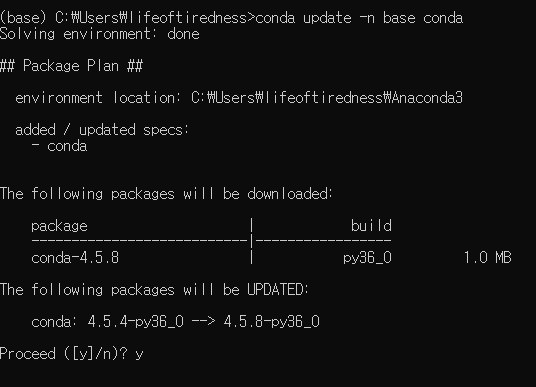 (base) C:₩Users₩lifeoftiredness>conda update -n base conda
Solving environment: done
## Package Plan ##
environment location: C:₩Users₩lifeoftiredness₩Anaconda3
added / updated specs:
- conda
The following packages will be downloaded:
package | build
---------------------------|-----------------
conda-4.5.8 | py36_0 1.0 MB
The following packages will be UPDATED:
conda: 4.5.4-py36_0 --> 4.5.8-py36_0
Proceed ([y]/n)? y